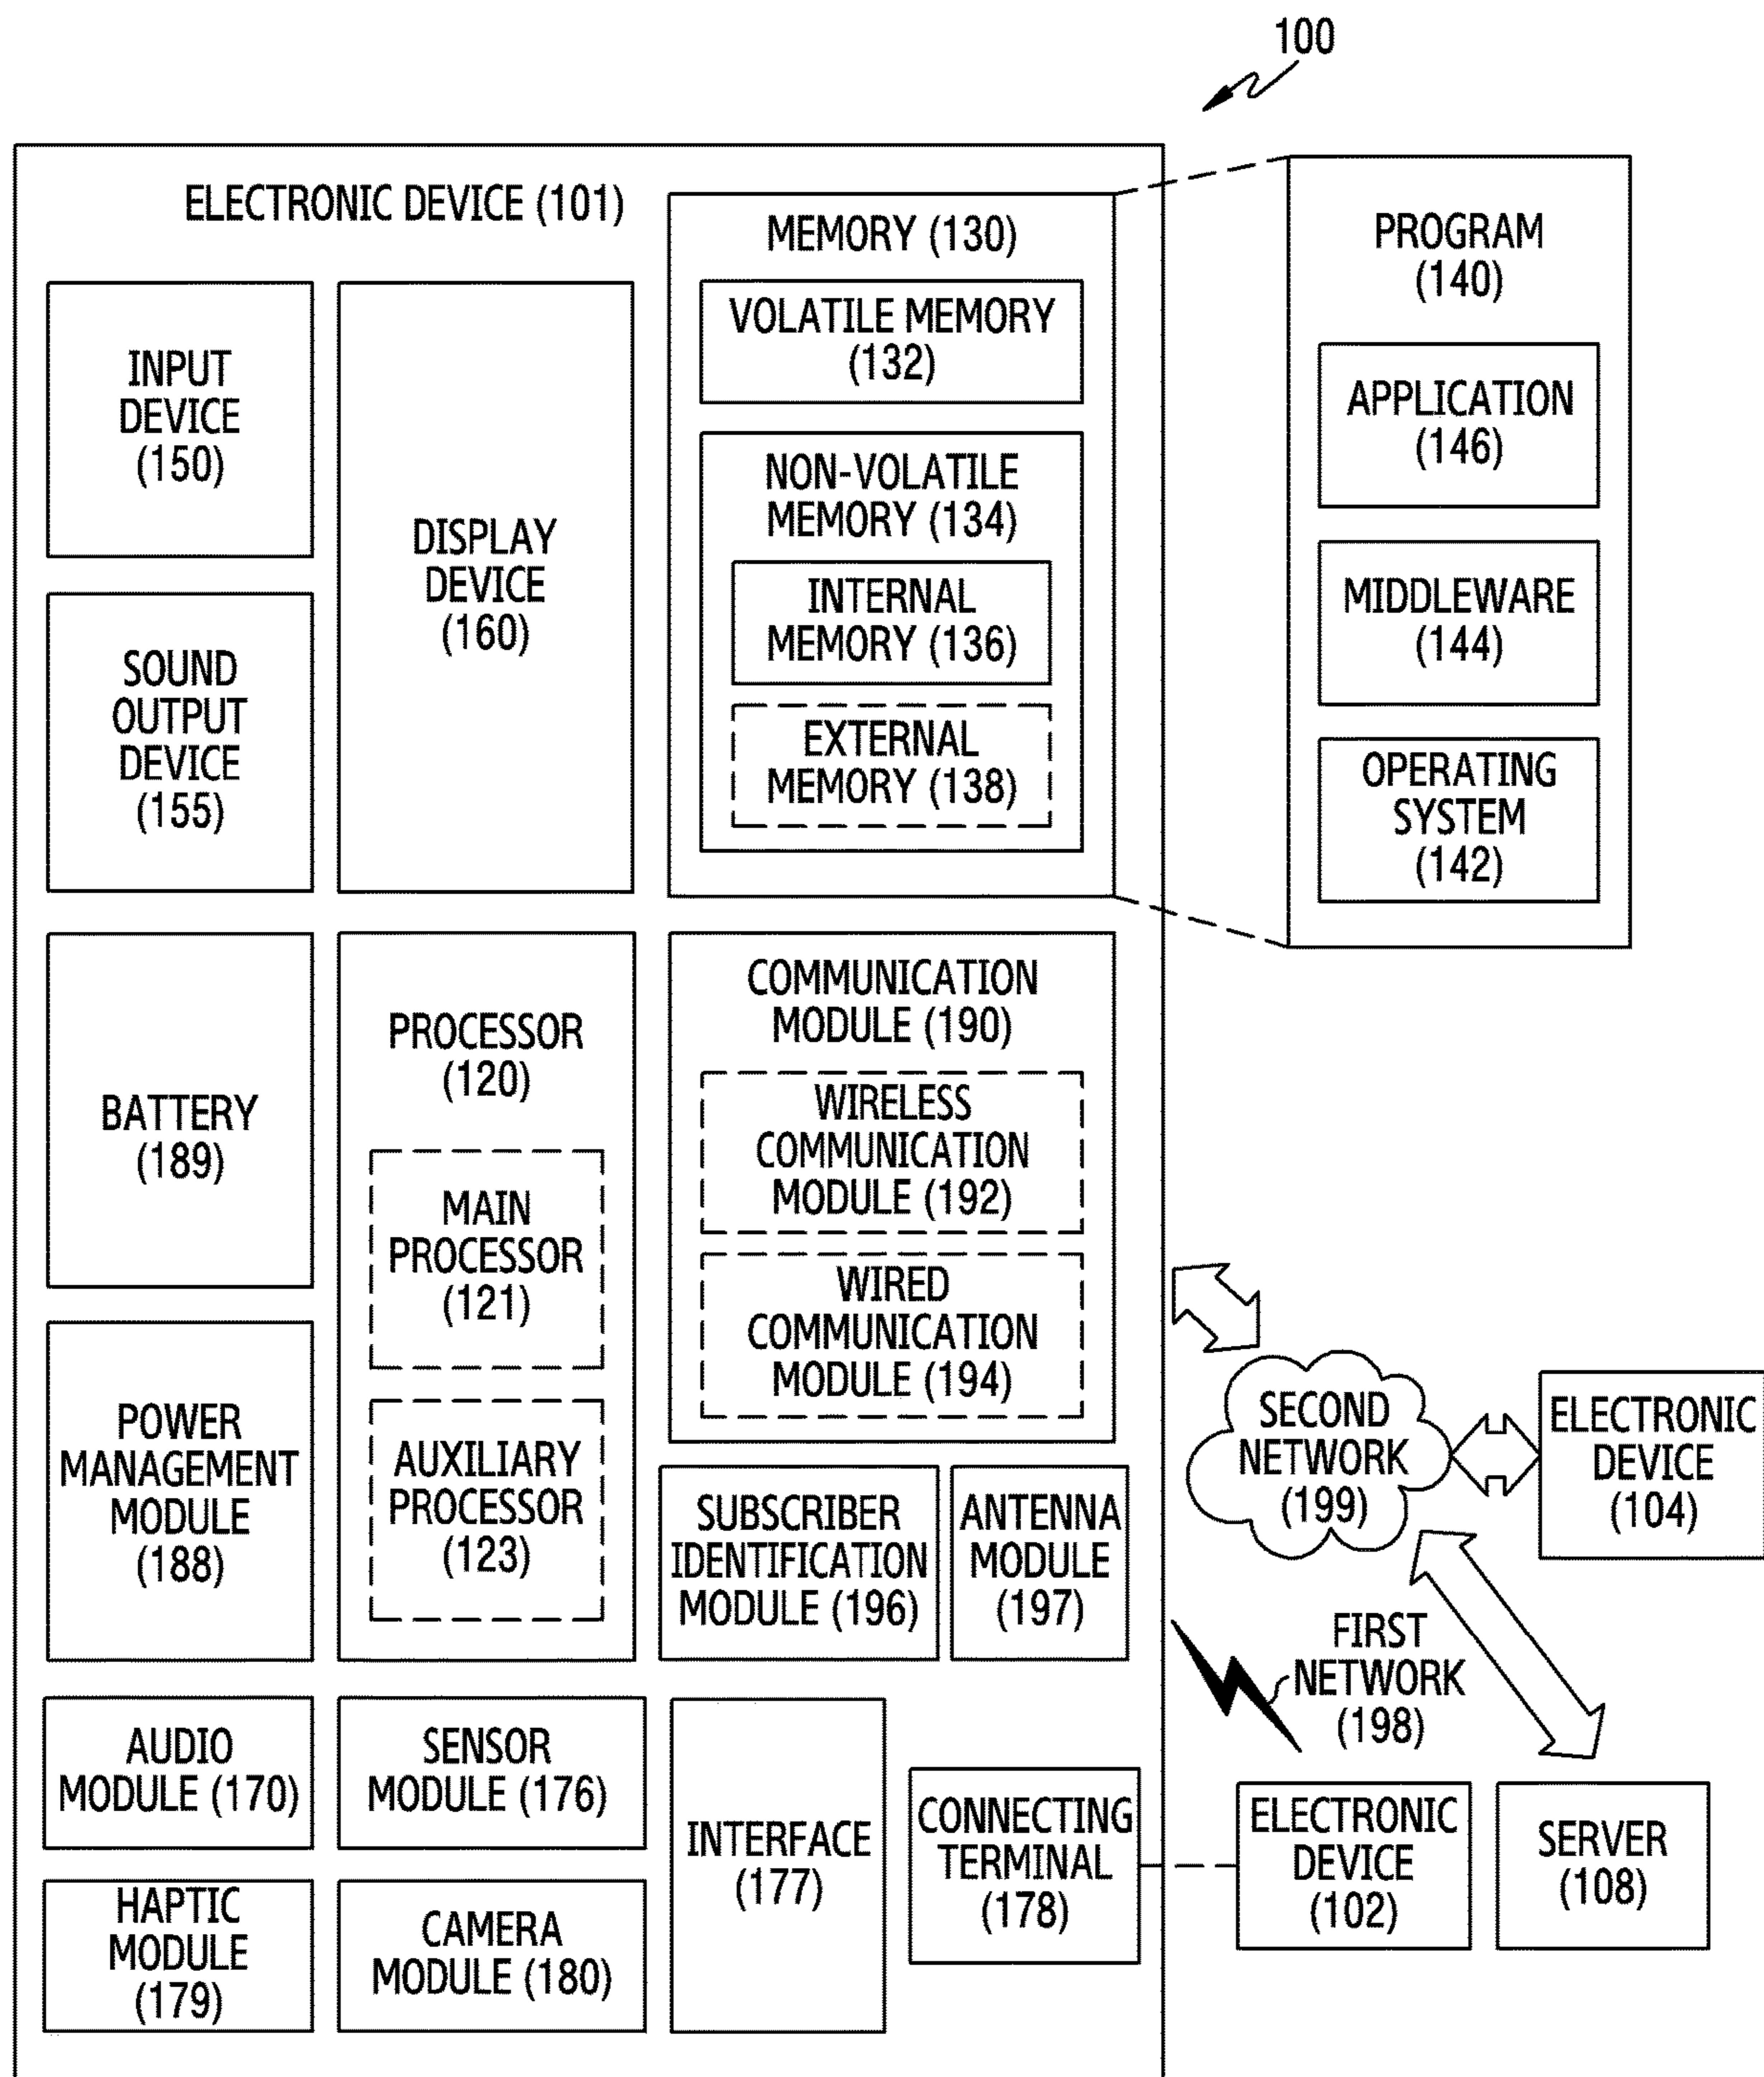 100
ELECTRONIC DEVICE (101)
INPUT
DEVICE
(150)
SOUND
OUTPUT
DEVICE
(155)
DISPLAY
DEVICE
(160)
MEMORY (130)
VOLATILE MEMORY
(132)
NON-VOLATILE
MEMORY (134)
INTERNAL
MEMORY (136)
EXTERNAL
MEMORY (138)
PROGRAM
(140)
APPLICATION
(146)
MIDDLEWARE
(144)
OPERATING
SYSTEM
(142)
BATTERY
(189)
POWER
MANAGEMENT
MODULE
(188)
PROCESSOR
(120)
MAIN
PROCESSOR
(121)
AUXILIARY
PROCESSOR
(123)
COMMUNICATION
MODULE (190)
WIRELESS
COMMUNICATION
MODULE (192)
WIRED
COMMUNICATION
MODULE (194)
SUBSCRIBER
IDENTIFICATION
MODULE (196)
ANTENNA
MODULE
(197)
SECOND
NETWORK
(199)
ELECTRONIC
DEVICE
(104)
FIRST
NETWORK
(198)
AUDIO
MODULE (170)
SENSOR
MODULE (176)
HAPTIC
MODULE
(179)
CAMERA
MODULE (180)
INTERFACE
(177)
CONNECTING
TERMINAL
(178)
ELECTRONIC
DEVICE
(102)
SERVER
(108)